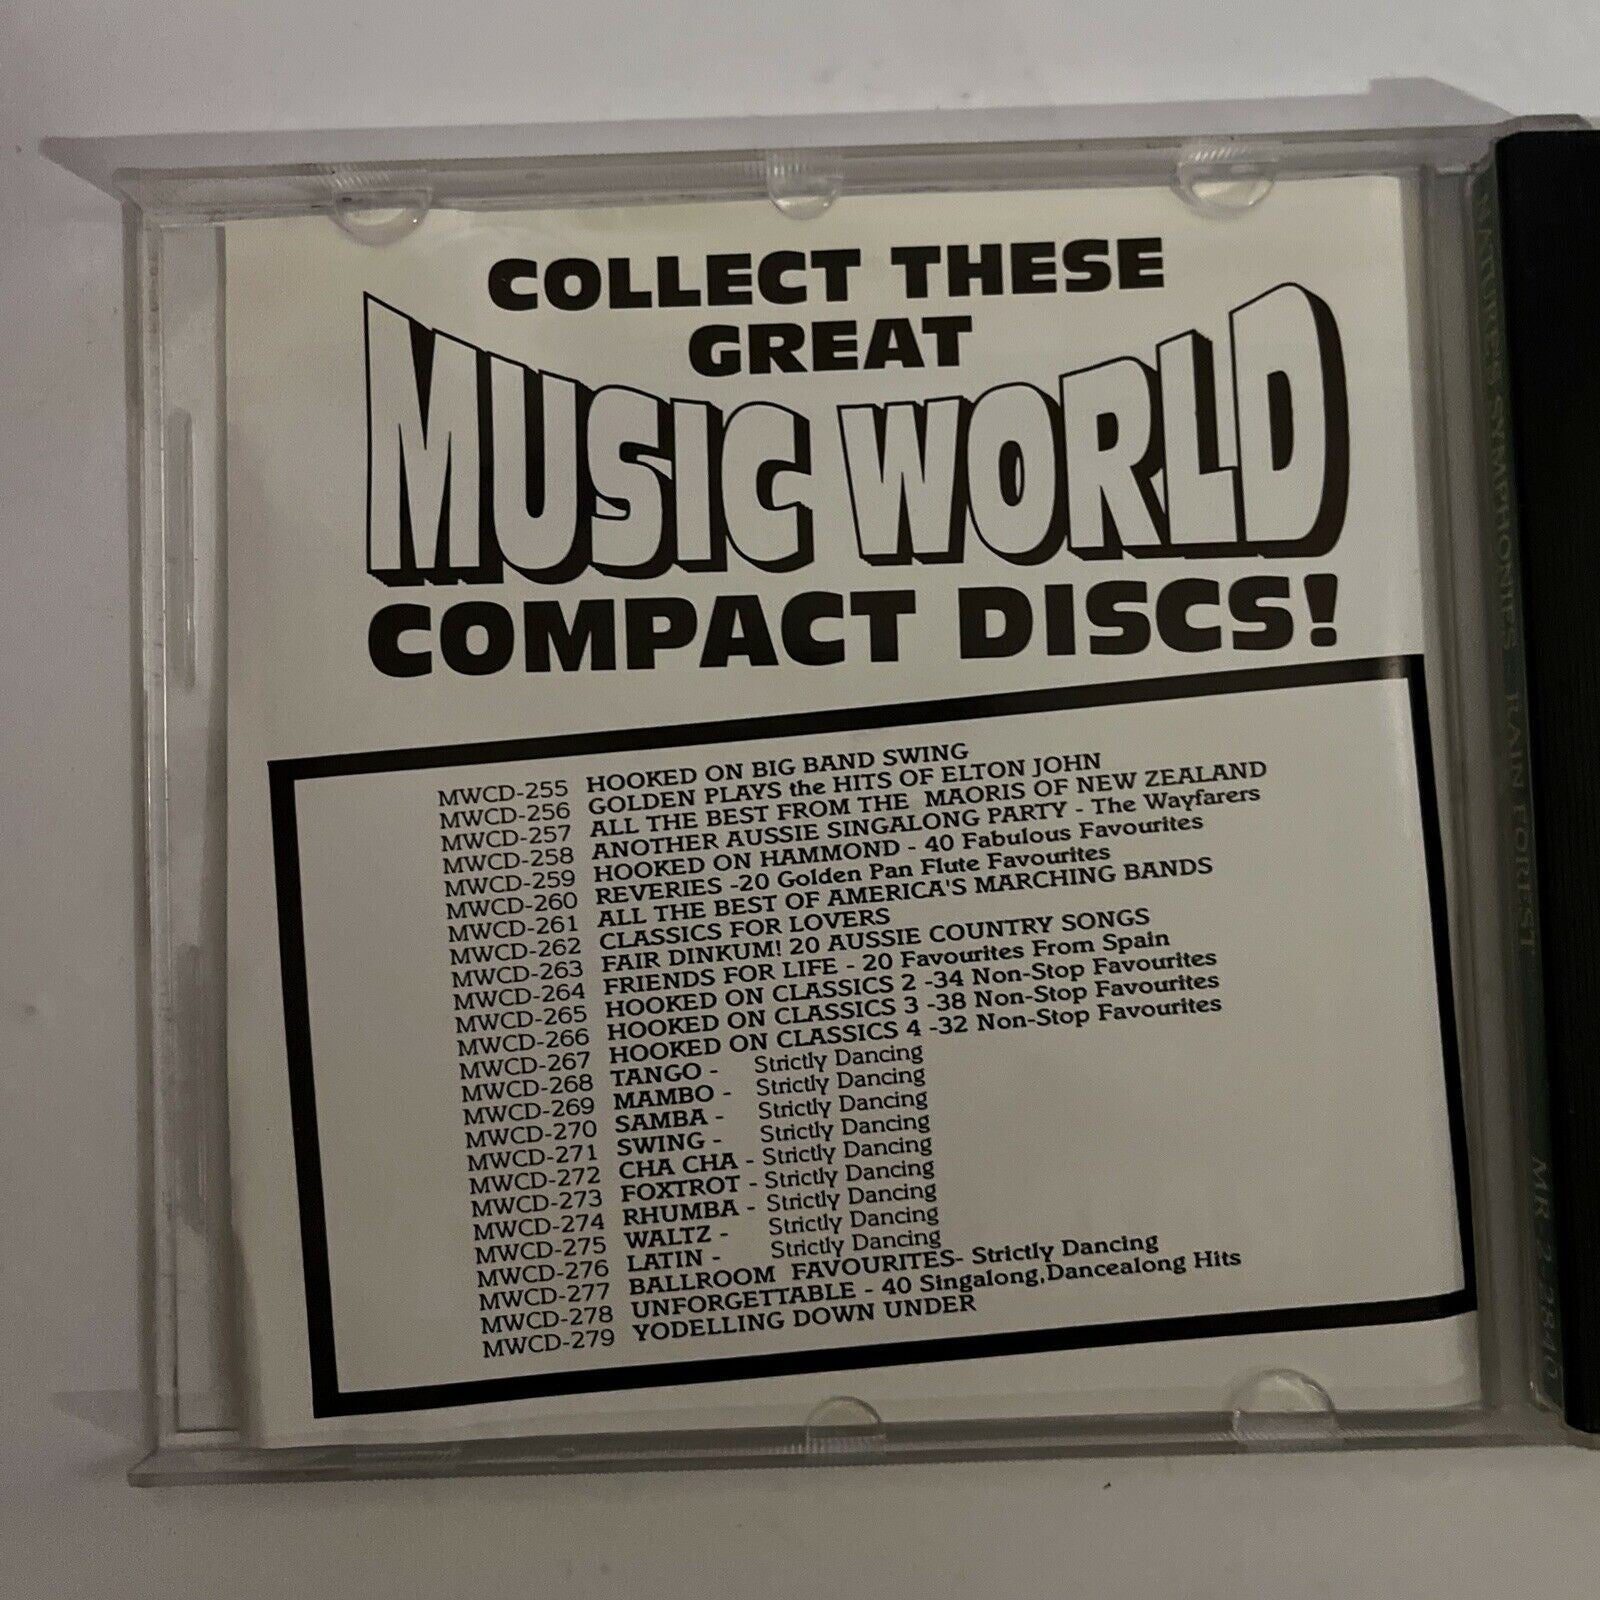 COLLECT THESE
GREAT
MUSIC WORLD
COMPACT DISCS!
MWCD-255 HOOKED ON BIG BAND SWING
MWCD-256 GOLDEN PLAYS the HITS OF ELTON JOHN
MWCD-257 ALL THE BEST FROM THE MAORIS OF NEW ZEALAND
MWCD-258 ANOTHER AUSSIE SINGALONG PARTY - The Wayfarers
MWCD-259 HOOKED ON HAMMOND - 40 Fabulous Favourites
MWCD-260 REVERIES -20 Golden Pan Flute Favourites
MWCD-261 ALL THE BEST OF AMERICA'S MARCHING BANDS
MWCD-262 CLASSICS FOR LOVERS
MWCD-263 FAIR DINKUM! 20 AUSSIE COUNTRY SONGS
MWCD-264 FRIENDS FOR LIFE - 20 Favourites From Spain
MWCD-265 HOOKED ON CLASSICS 2 -34 Non-Stop Favourites
MWCD-266 HOOKED ON CLASSICS 3 -38 Non-Stop Favourites
MWCD-267 HOOKED ON CLASSICS 4 -32 Non-Stop Favourites
MWCD-268 TANGO - Strictly Dancing
MWCD-269 MAMBO - Strictly Dancing
MWCD-270 SAMBA - Strictly Dancing
MWCD-271 SWING - Strictly Dancing
MWCD-272 CHA CHA - Strictly Dancing
MWCD-273 FOXTROT - Strictly Dancing
MWCD-274 RHUMBA - Strictly Dancing
MWCD-275 WALTZ - Strictly Dancing
MWCD-276 LATIN - Strictly Dancing
MWCD-277 BALLROOM FAVOURITES- Strictly Dancing
MWCD-278 UNFORGETTABLE - 40 Singalong,Dancealong Hits
MWCD-279 YODELLING DOWN UNDER
NATURE'S SYMPHONIES RAIN FOREST